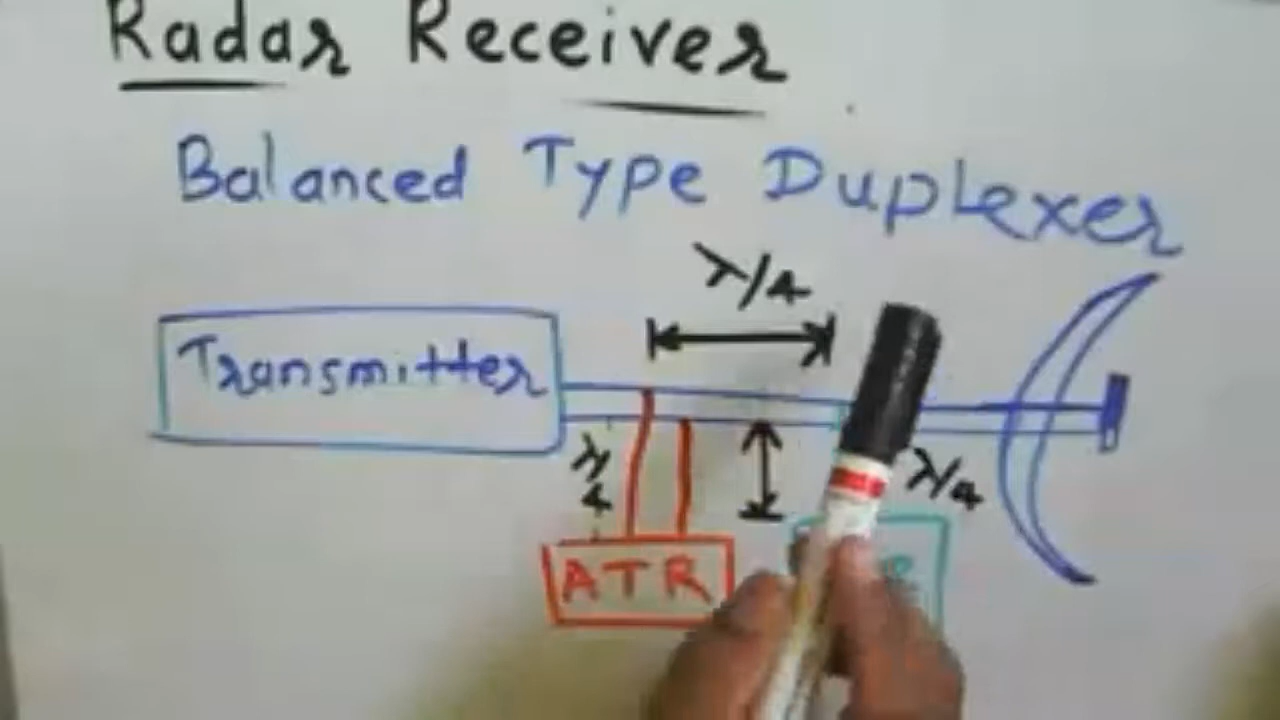 Radar Receiver
Balanced Type Duplexer
λ/4
Transmitter
λ/4
λ/4
ATR